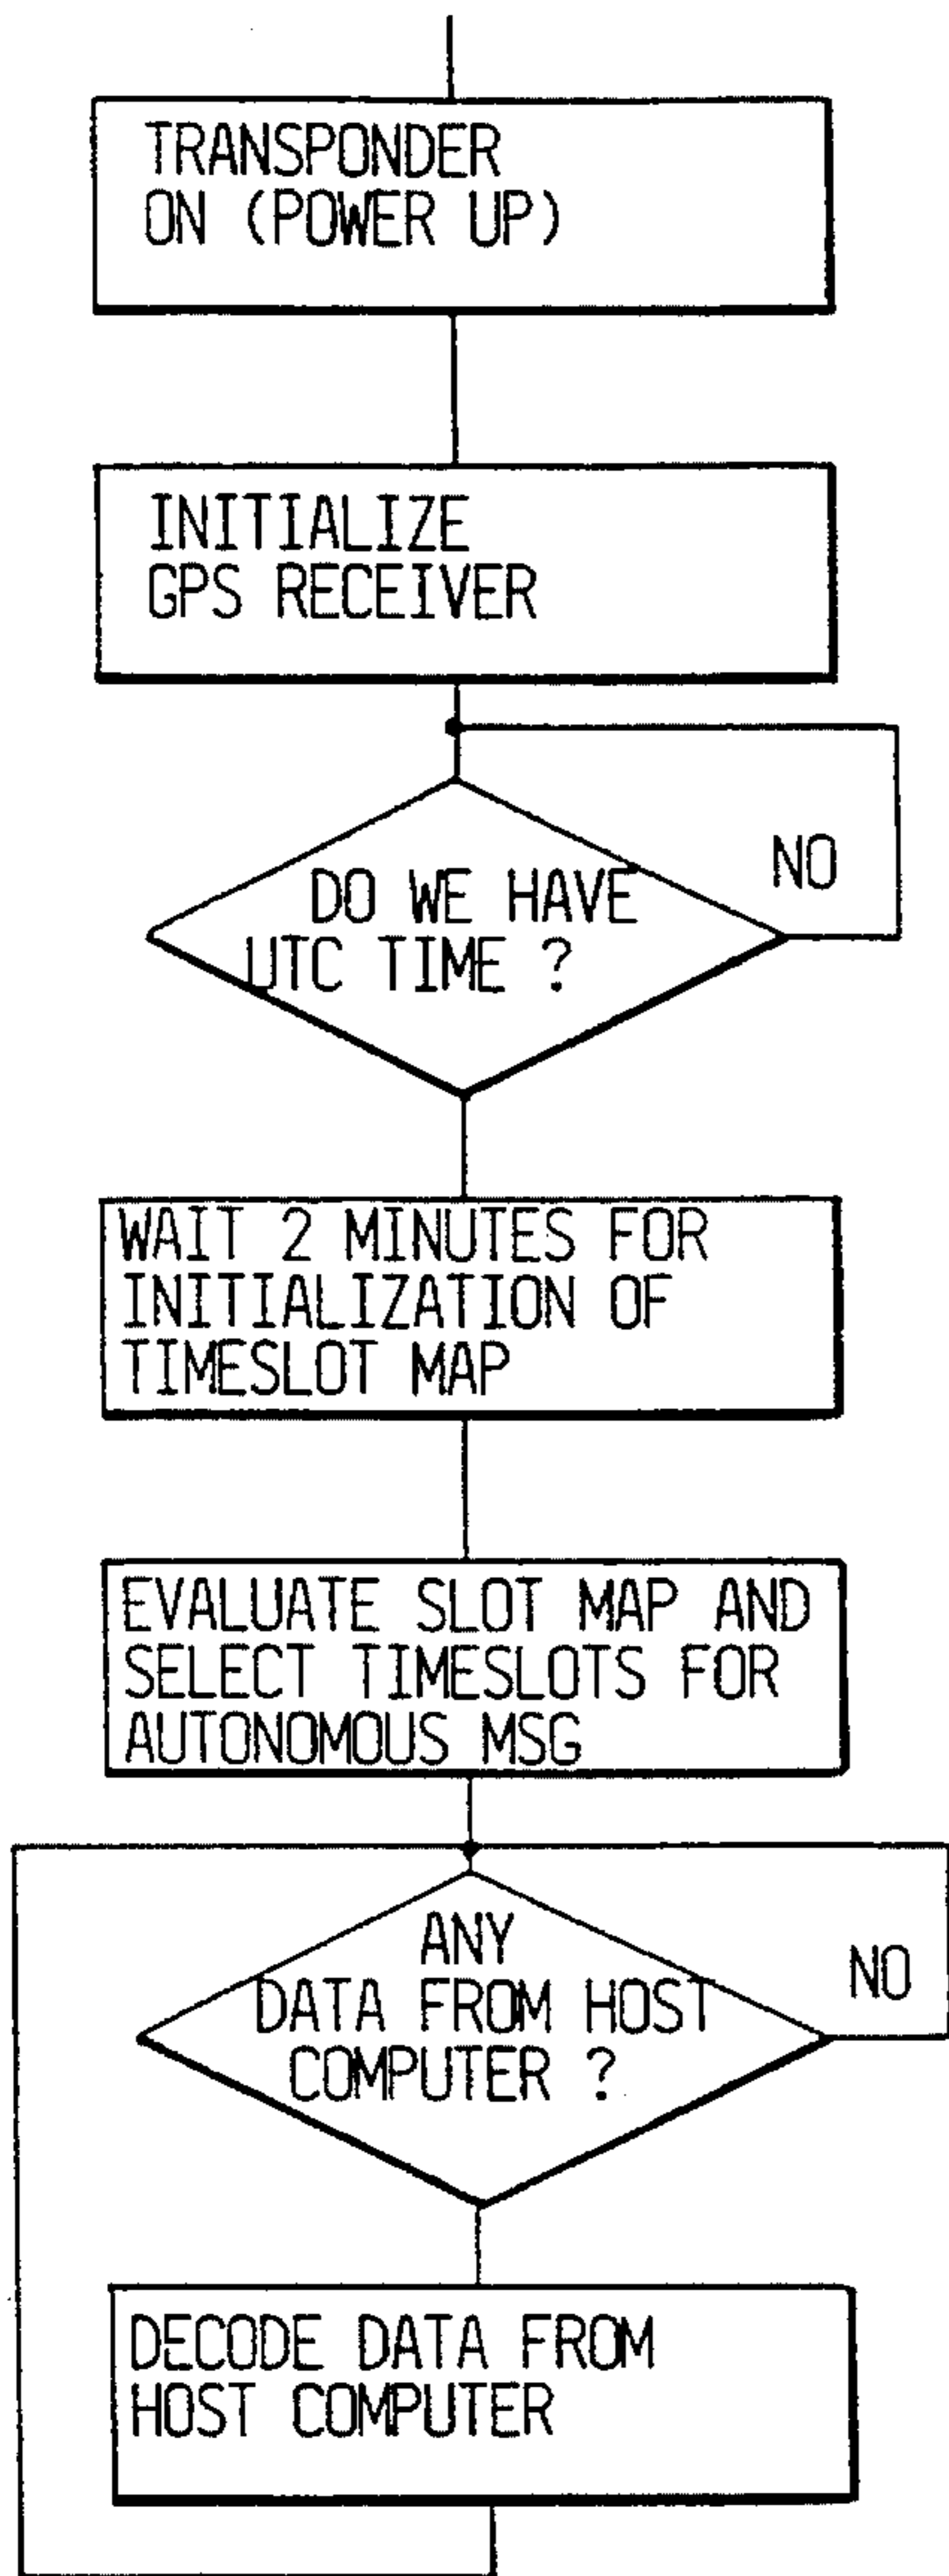 TRANSPONDER
ON (POWER UP)
INITIALIZE
GPS RECEIVER
DO WE HAVE
UTC TIME ?
NO
WAIT 2 MINUTES FOR
INITIALIZATION OF
TIMESLOT MAP
EVALUATE SLOT MAP AND
SELECT TIMESLOTS FOR
AUTONOMOUS MSG
ANY
DATA FROM HOST
COMPUTER ?
NO
DECODE DATA FROM
HOST COMPUTER